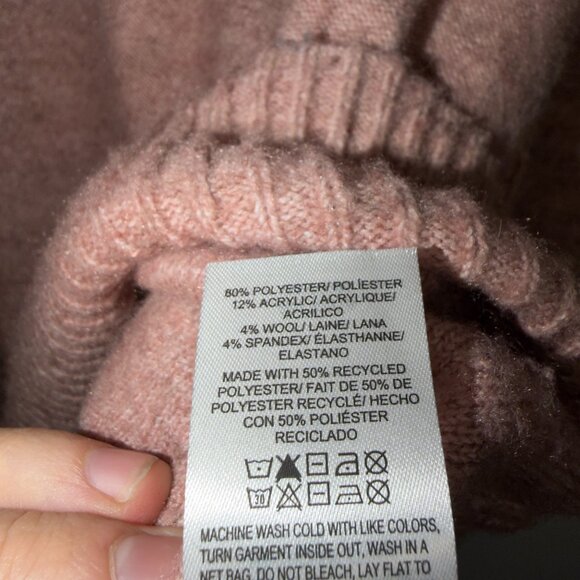 80% POLYESTER/ POLÍESTER
12% ACRYLIC/ ACRYLIQUE/
ACRILICO
4% WOOL/ LAINE/ LANA
4% SPANDEX/ ÉLASTHANNE/
ELASTANO
MADE WITH 50% RECYCLED
POLYESTER/ FAIT DE 50% DE
POLYESTER RECYCLÉ/ HECHO
CON 50% POLIÉSTER
RECICLADO
30
MACHINE WASH COLD WITH LIKE COLORS,
TURN GARMENT INSIDE OUT, WASH IN A
NET BAG, DO NOT BLEACH, LAY FLAT TO